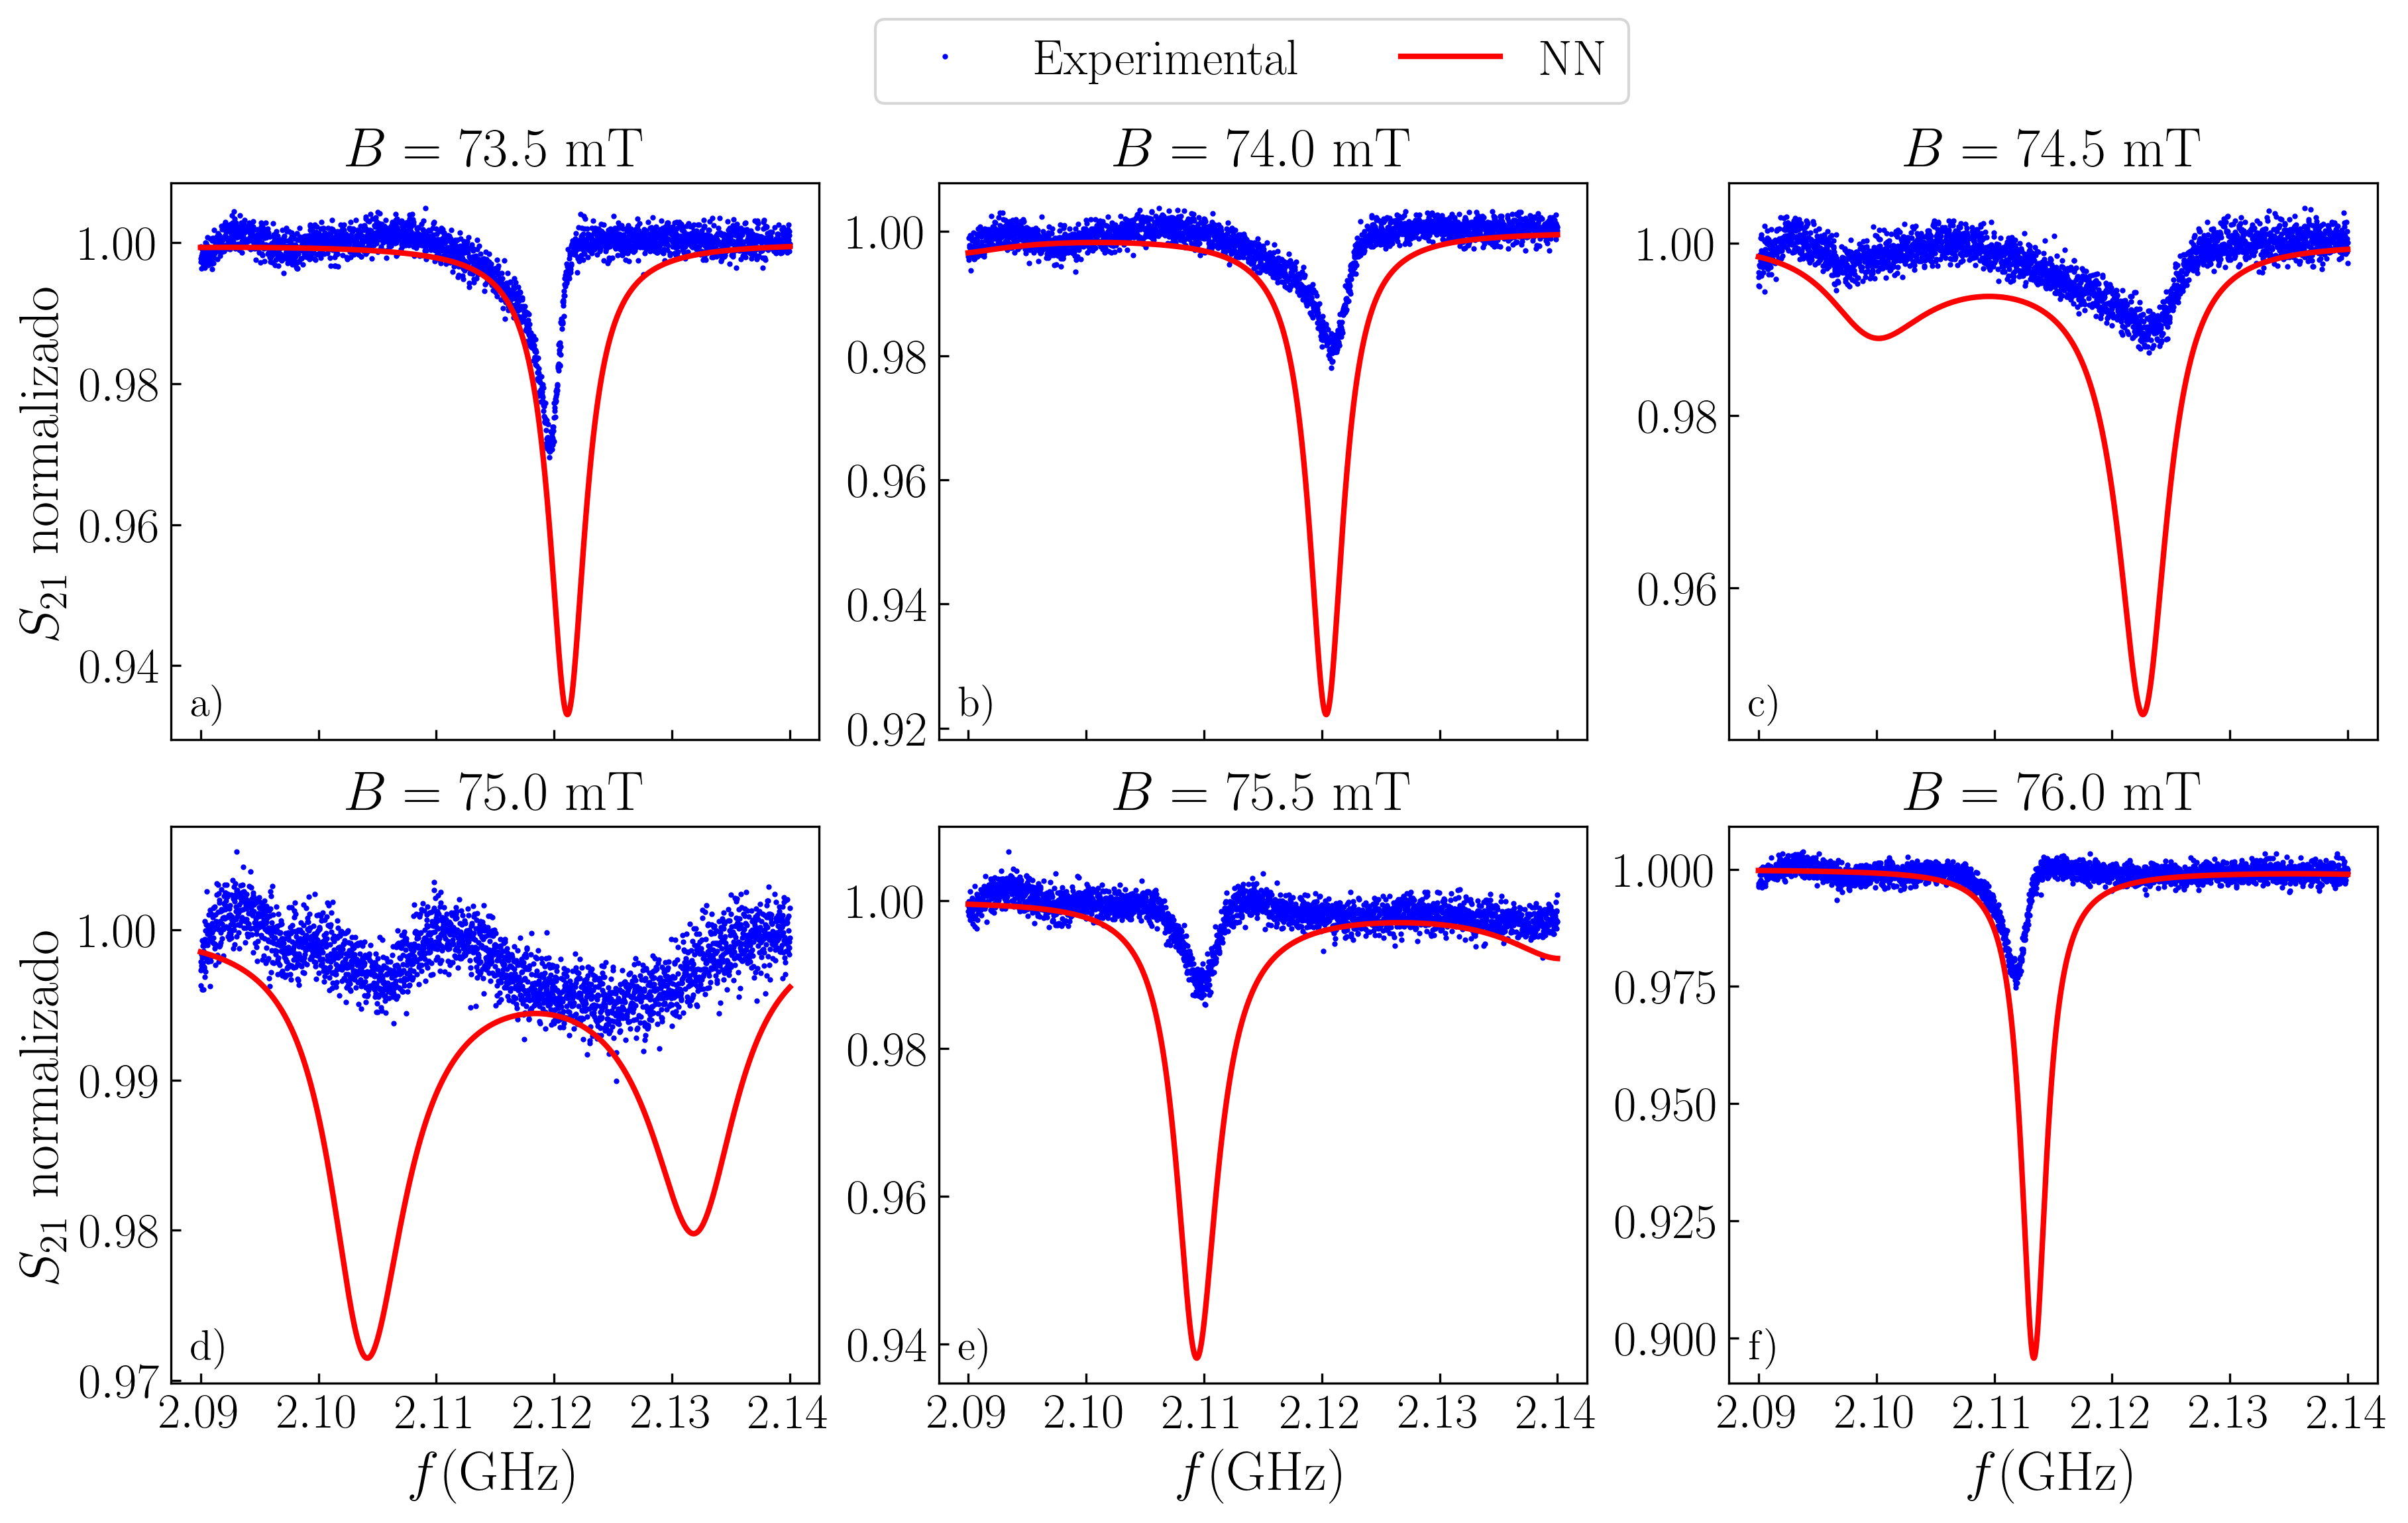 Experimental NN
B = 73.5 mT
B = 74.0 mT
B = 74.5 mT
S21 normalizado
1.00
0.98
0.96
0.94
a)
1.00
0.98
0.96
0.94
0.92
b)
1.00
0.98
0.96
c)
B = 75.0 mT
B = 75.5 mT
B = 76.0 mT
S21 normalizado
1.00
0.99
0.98
0.97
d)
2.09 2.10 2.11 2.12 2.13 2.14
f(GHz)
1.00
0.98
0.96
0.94
e)
2.09 2.10 2.11 2.12 2.13 2.14
f(GHz)
1.000
0.975
0.950
0.925
0.900
f)
2.09 2.10 2.11 2.12 2.13 2.14
f(GHz)